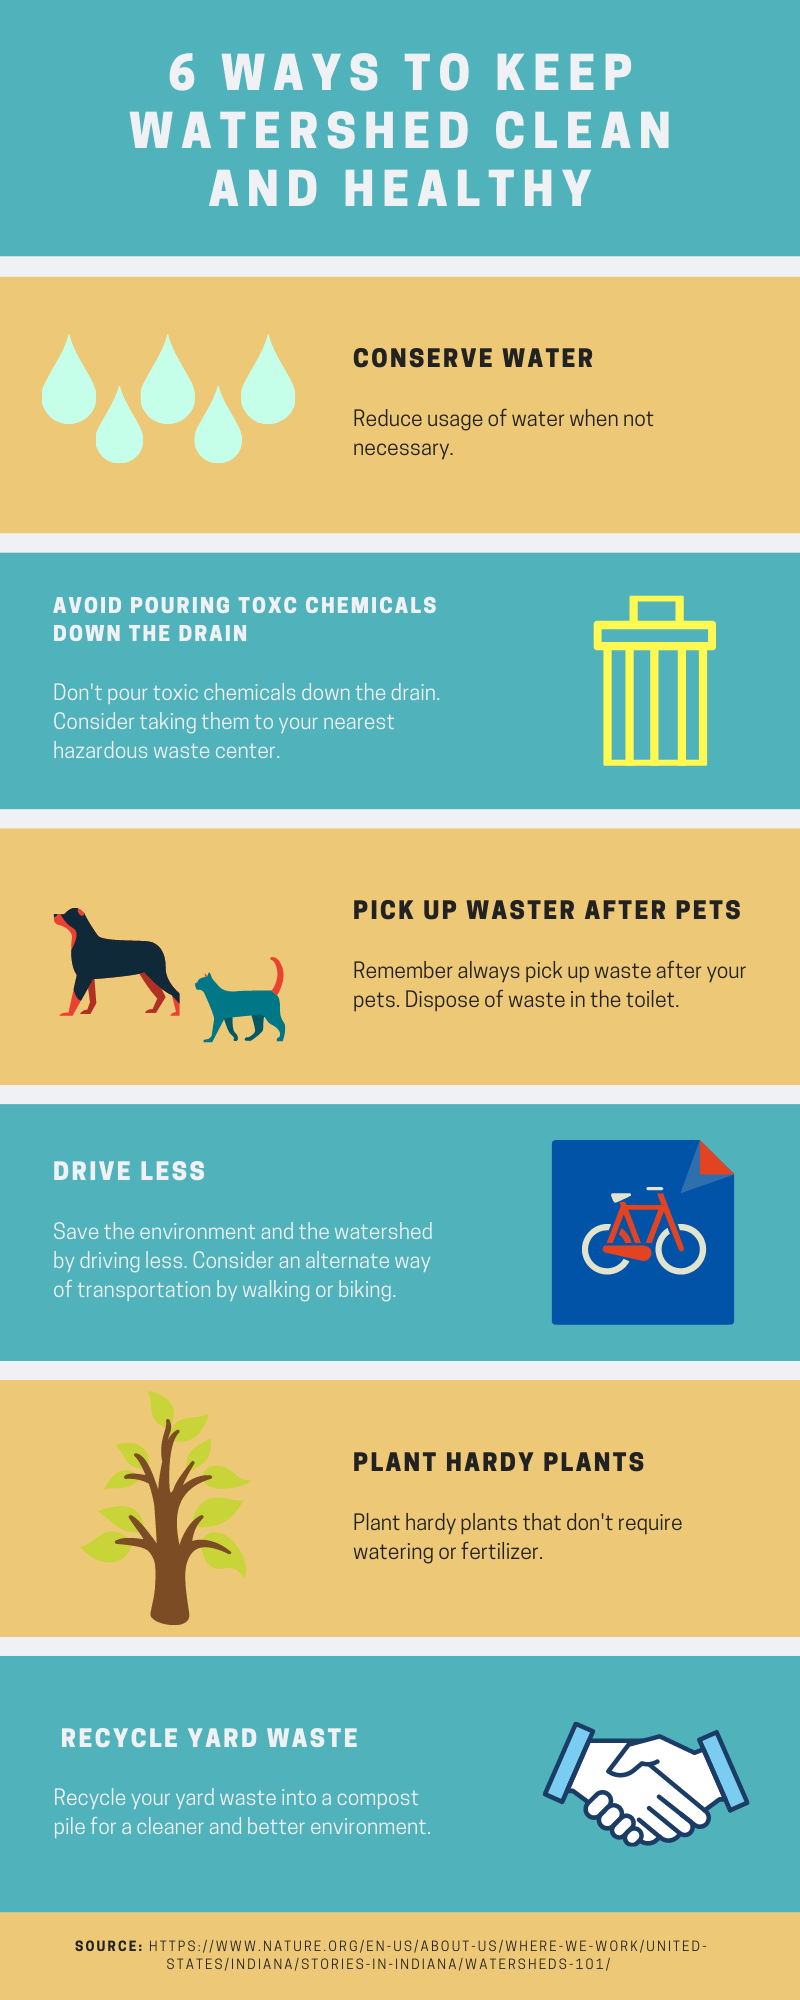 6 WAYS TO KEEP
WATERSHED CLEAN
AND HEALTHY
CONSERVE WATER
Reduce usage of water when not
necessary.
AVOID POURING TOXC CHEMICALS
DOWN THE DRAIN
Don't pour toxic chemicals down the drain.
Consider taking them to your nearest
hazardous waste center.
PICK UP WASTER AFTER PETS
Remember always pick up waste after your
pets. Dispose of waste in the toilet.
DRIVE LESS
Save the environment and the watershed
by driving less. Consider an alternate way
of transportation by walking or biking.
PLANT HARDY PLANTS
Plant hardy plants that don't require
watering or fertilizer.
RECYCLE YARD WASTE
Recycle your yard waste into a compost
pile for a cleaner and better environment.
SOURCE: HTTPS://WWW.NATURE.ORG/EN-US/ABOUT-US/WHERE-WE-WORK/UNITED-
STATES/INDIANA/STORIES-IN-INDIANA/WATERSHEDS-101/